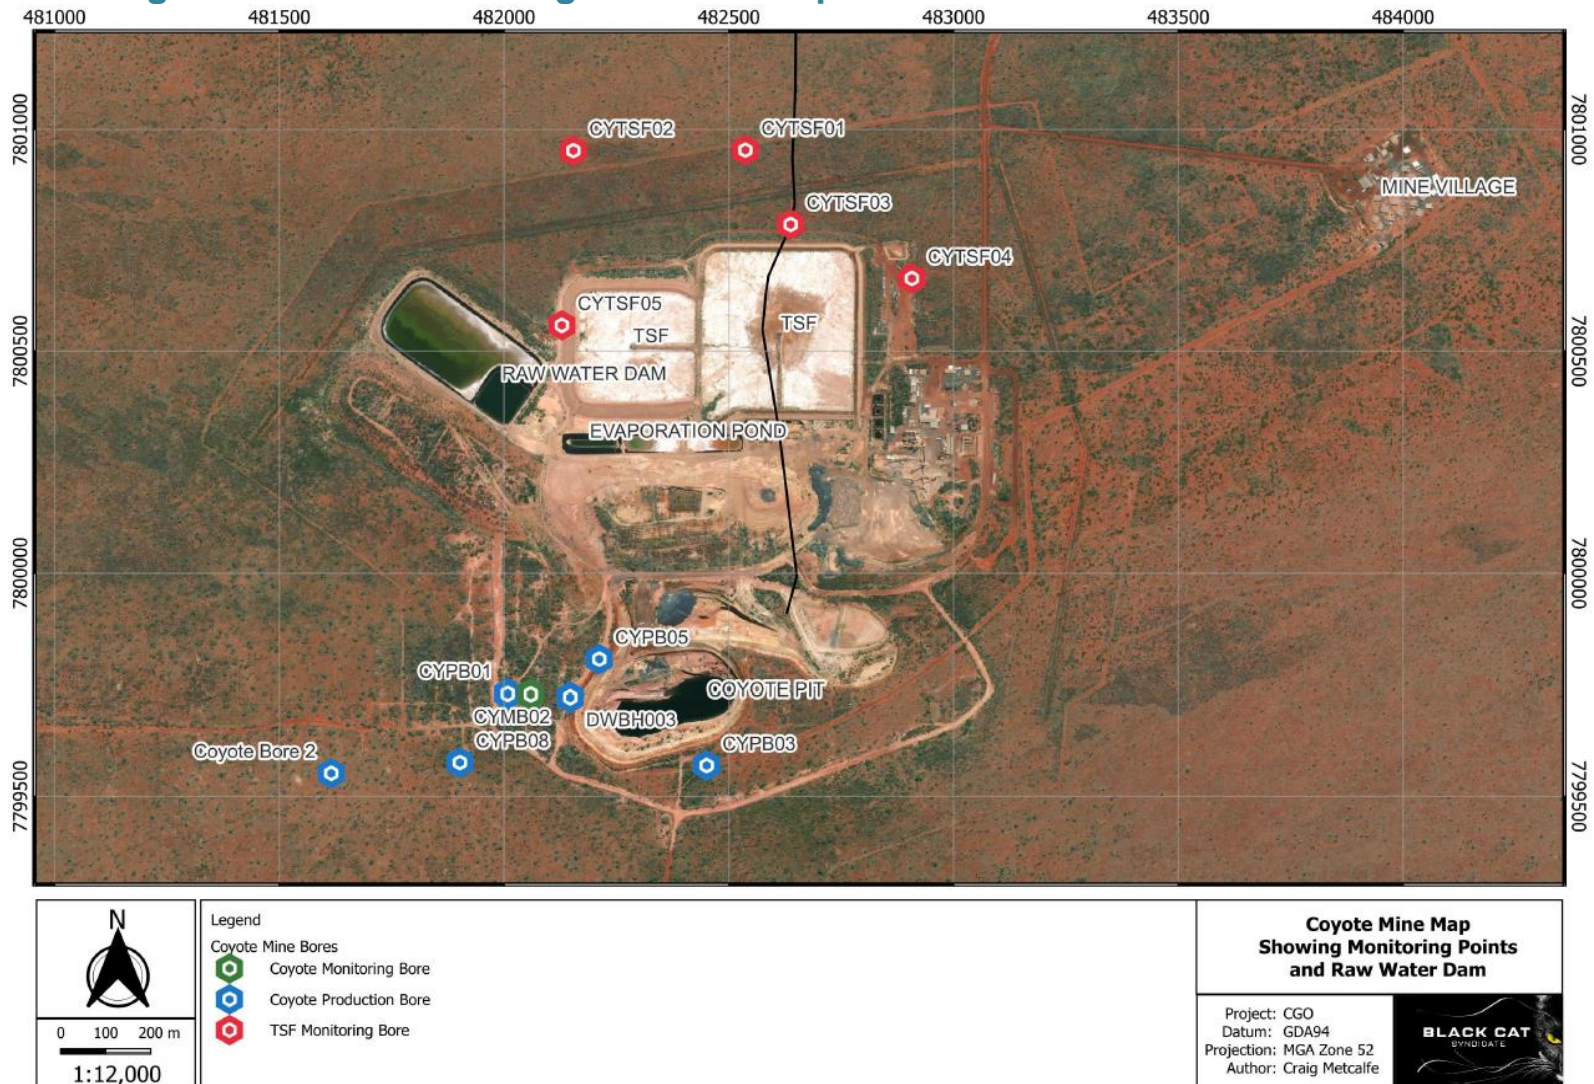 481000 481500 482000 482500 483000 483500 484000
7801000
7801000
CYTSF02
CYTSF01
MINE VILLAGE
CYTSF03
CYTSF04
CYTSF05
TSF
TSF
7800500
7800500
RAW WATER DAM
EVAPORATION POND
7800000
7800000
CYPB05
CYPB01
COYOTE PIT
CYMB02
DWBH003
CYPB08
CYPB03
Coyote Bore 2
7799500
7799500
N
0 100 200 m
1:12,000
Legend
Coyote Mine Bores
Coyote Monitoring Bore
Coyote Production Bore
TSF Monitoring Bore
Coyote Mine Map
Showing Monitoring Points
and Raw Water Dam
Project: CGO
Datum: GDA94
Projection: MGA Zone 52
Author: Craig Metcalfe
BLACK CAT
SYNDICATE